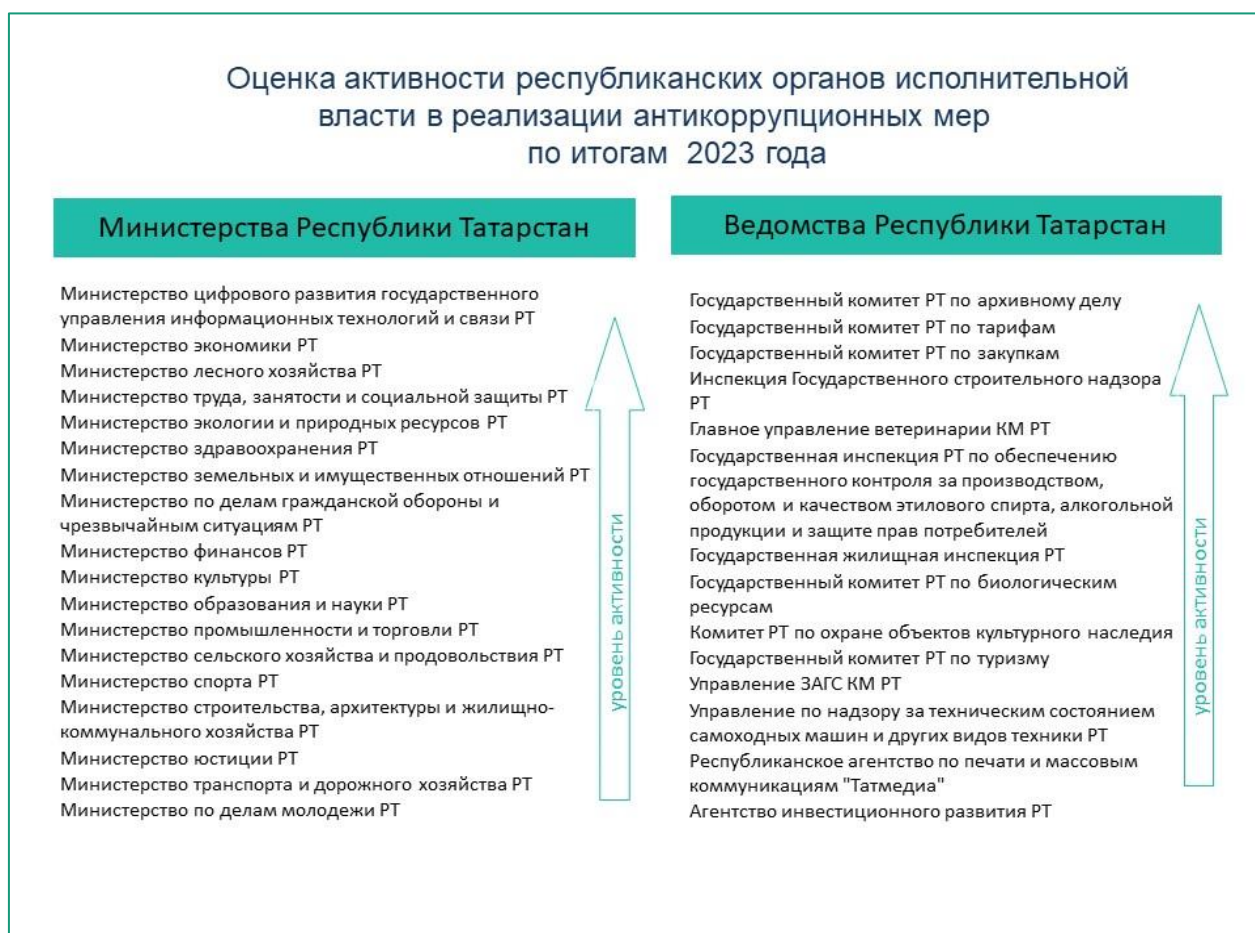 Оценка активности республиканских органов исполнительной
власти в реализации антикоррупционных мер
по итогам 2023 года
Министерства Республики Татарстан
Министерство цифрового развития государственного
управления информационных технологий и связи РТ
Министерство экономики РТ
Министерство лесного хозяйства РТ
Министерство труда, занятости и социальной защиты РТ
Министерство экологии и природных ресурсов РТ
Министерство здравоохранения РТ
Министерство земельных и имущественных отношений РТ
Министерство по делам гражданской обороны и
чрезвычайным ситуациям РТ
Министерство финансов РТ
Министерство культуры РТ
Министерство образования и науки РТ
Министерство промышленности и торговли РТ
Министерство сельского хозяйства и продовольствия РТ
Министерство спорта РТ
Министерство строительства, архитектуры и жилищно-
коммунального хозяйства РТ
Министерство юстиции РТ
Министерство транспорта и дорожного хозяйства РТ
Министерство по делам молодежи РТ
уровень активности
Ведомства Республики Татарстан
Государственный комитет РТ по архивному делу
Государственный комитет РТ по тарифам
Государственный комитет РТ по закупкам
Инспекция Государственного строительного надзора
РТ
Главное управление ветеринарии КМ РТ
Государственная инспекция РТ по обеспечению
государственного контроля за производством,
оборотом и качеством этилового спирта, алкогольной
продукции и защите прав потребителей
Государственная жилищная инспекция РТ
Государственный комитет РТ по биологическим
ресурсам
Комитет РТ по охране объектов культурного наследия
Государственный комитет РТ по туризму
Управление ЗАГС КМ РТ
Управление по надзору за техническим состоянием
самоходных машин и других видов техники РТ
Республиканское агентство по печати и массовым
коммуникациям "Татмедиа"
Агентство инвестиционного развития РТ
уровень активности